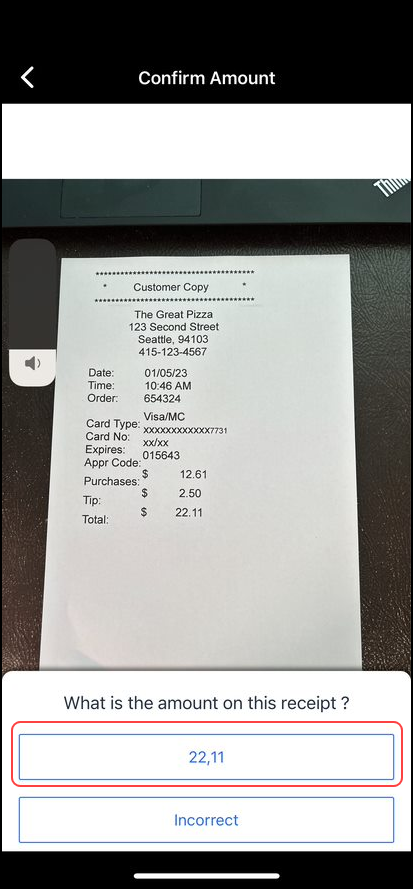 Confirm Amount
***************************************
* Customer Copy *
***************************************
The Great Pizza
123 Second Street
Seattle, 94103
415-123-4567
Date: 01/05/23
Time: 10:46 AM
Order: 654324
Card Type: Visa/MC
Card No: XXXXXXXXXXXX7731
Expires: xx/xx
Appr Code: 015643
Purchases: $ 12.61
Tip: $ 2.50
Total: $ 22.11
What is the amount on this receipt ?
22,11
Incorrect